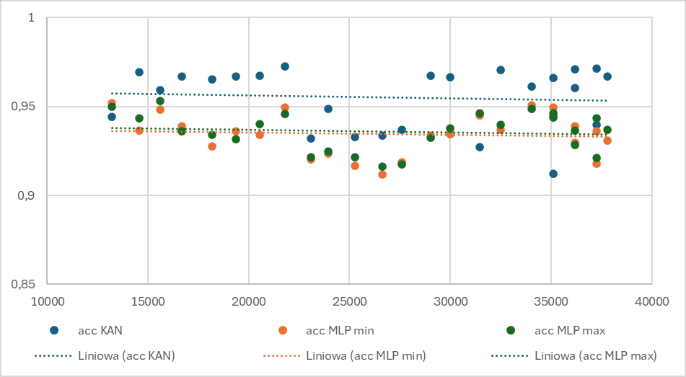 1
0,95
0,9
0,85
10000 15000 20000 25000 30000 35000 40000
acc KAN acc MLP min acc MLP max
Liniowa (acc KAN) Liniowa (acc MLP min) Liniowa (acc MLP max)